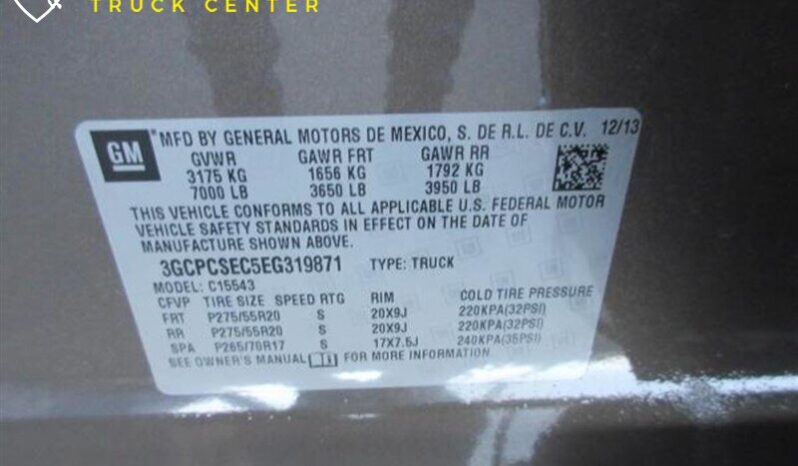 TRUCK CENTER
GM MFD BY GENERAL MOTORS DE MEXICO, S. DE R.L. DE C.V. 12/13
GVWR GAWR FRT GAWR RR
3175 KG 1656 KG 1792 KG
7000 LB 3650 LB 3950 LB
THIS VEHICLE CONFORMS TO ALL APPLICABLE U.S. FEDERAL MOTOR
VEHICLE SAFETY STANDARDS IN EFFECT ON THE DATE OF
MANUFACTURE SHOWN ABOVE.
3GCPCSEC5EG319871 TYPE: TRUCK
MODEL: C15543
CFVP TIRE SIZE SPEED RTG RIM COLD TIRE PRESSURE
FRT P275/55R20 S 20X9J 220KPA(32PSI)
RR P275/55R20 S 20X9J 220KPA(32PSI)
SPA P265/70R17 S 17X7.5J 240KPA(35PSI)
SEE OWNER'S MANUAL FOR MORE INFORMATION